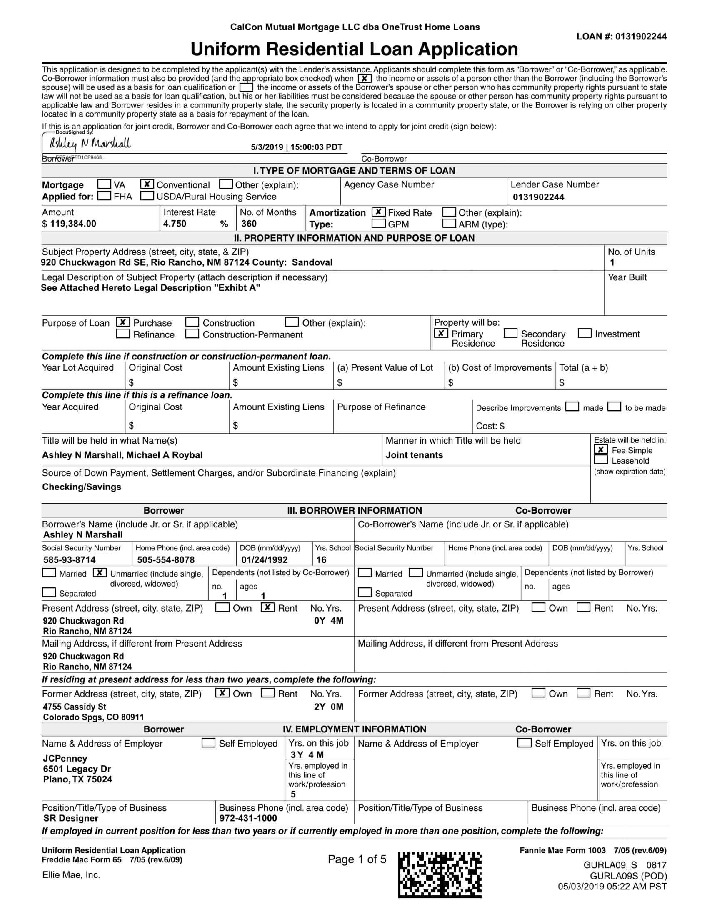 CalCon Mutual Mortgage LLC dba OneTrust Home Loans
LOAN #: 0131902244
Uniform Residential Loan Application
This application is designed to be completed by the applicant(s) with the Lender's assistance. Applicants should complete this form as "Borrower" or "Co-Borrower," as applicable.
Co-Borrower information must also be provided (and the appropriate box checked) when [X] the income or assets of a person other than the Borrower (including the Borrower's
spouse) will be used as a basis for loan qualification or [ ] the income or assets of the Borrower's spouse or other person who has community property rights pursuant to state
law will not be used as a basis for loan qualification, but his or her liabilities must be considered because the spouse or other person has community property rights pursuant to
applicable law and Borrower resides in a community property state, the security property is located in a community property state, or the Borrower is relying on other property
located in a community property state as a basis for repayment of the loan.
If this is an application for joint credit, Borrower and Co-Borrower each agree that we intend to apply for joint credit (sign below):
DocuSigned by:
Ashley N Marshall
5/3/2019 | 15:00:03 PDT
Borrower Co-Borrower
I. TYPE OF MORTGAGE AND TERMS OF LOAN
Mortgage [ ] VA [X] Conventional [ ] Other (explain): Agency Case Number Lender Case Number
Applied for: [ ] FHA [ ] USDA/Rural Housing Service 0131902244
Amount Interest Rate No. of Months Amortization [X] Fixed Rate [ ] Other (explain):
$ 119,384.00 4.750 % 360 Type: [ ] GPM [ ] ARM (type):
II. PROPERTY INFORMATION AND PURPOSE OF LOAN
Subject Property Address (street, city, state, & ZIP) No. of Units
920 Chuckwagon Rd SE, Rio Rancho, NM 87124 County: Sandoval 1
Legal Description of Subject Property (attach description if necessary) Year Built
See Attached Hereto Legal Description "Exhibt A"
Purpose of Loan [X] Purchase [ ] Construction [ ] Other (explain): Property will be:
[ ] Refinance [ ] Construction-Permanent [X] Primary Residence [ ] Secondary Residence [ ] Investment
Complete this line if construction or construction-permanent loan.
Year Lot Acquired Original Cost Amount Existing Liens (a) Present Value of Lot (b) Cost of Improvements Total (a + b)
$ $ $ $ $
Complete this line if this is a refinance loan.
Year Acquired Original Cost Amount Existing Liens Purpose of Refinance Describe Improvements [ ] made [ ] to be made
$ $ Cost: $
Title will be held in what Name(s) Manner in which Title will be held Estate will be held in:
Ashley N Marshall, Michael A Roybal Joint tenants [X] Fee Simple
[ ] Leasehold
Source of Down Payment, Settlement Charges, and/or Subordinate Financing (explain) (show expiration date)
Checking/Savings
Borrower III. BORROWER INFORMATION Co-Borrower
Borrower's Name (include Jr. or Sr. if applicable) Co-Borrower's Name (include Jr. or Sr. if applicable)
Ashley N Marshall
Social Security Number Home Phone (incl. area code) DOB (mm/dd/yyyy) Yrs. School Social Security Number Home Phone (incl. area code) DOB (mm/dd/yyyy) Yrs. School
585-93-8714 505-554-8078 01/24/1992 16
[ ] Married [X] Unmarried (include single, divorced, widowed) Dependents (not listed by Co-Borrower) [ ] Married [ ] Unmarried (include single, divorced, widowed) Dependents (not listed by Borrower)
[ ] Separated no. 1 ages 1 [ ] Separated no. ages
Present Address (street, city, state, ZIP) [ ] Own [X] Rent No. Yrs. Present Address (street, city, state, ZIP) [ ] Own [ ] Rent No. Yrs.
920 Chuckwagon Rd 0Y 4M
Rio Rancho, NM 87124
Mailing Address, if different from Present Address Mailing Address, if different from Present Address
920 Chuckwagon Rd
Rio Rancho, NM 87124
If residing at present address for less than two years, complete the following:
Former Address (street, city, state, ZIP) [X] Own [ ] Rent No. Yrs. Former Address (street, city, state, ZIP) [ ] Own [ ] Rent No. Yrs.
4755 Cassidy St 2Y 0M
Colorado Spgs, CO 80911
Borrower IV. EMPLOYMENT INFORMATION Co-Borrower
Name & Address of Employer [ ] Self Employed Yrs. on this job Name & Address of Employer [ ] Self Employed Yrs. on this job
JCPenney 3 Y 4 M
6501 Legacy Dr Yrs. employed in this line of work/profession Yrs. employed in this line of work/profession
Plano, TX 75024 5
Position/Title/Type of Business Business Phone (incl. area code) Position/Title/Type of Business Business Phone (incl. area code)
SR Designer 972-431-1000
If employed in current position for less than two years or if currently employed in more than one position, complete the following:
Uniform Residential Loan Application Fannie Mae Form 1003 7/05 (rev.6/09)
Freddie Mac Form 65 7/05 (rev.6/09) Page 1 of 5 GURLA09_S 0817
Ellie Mae, Inc. GURLA09S (POD)
05/03/2019 05:22 AM PST